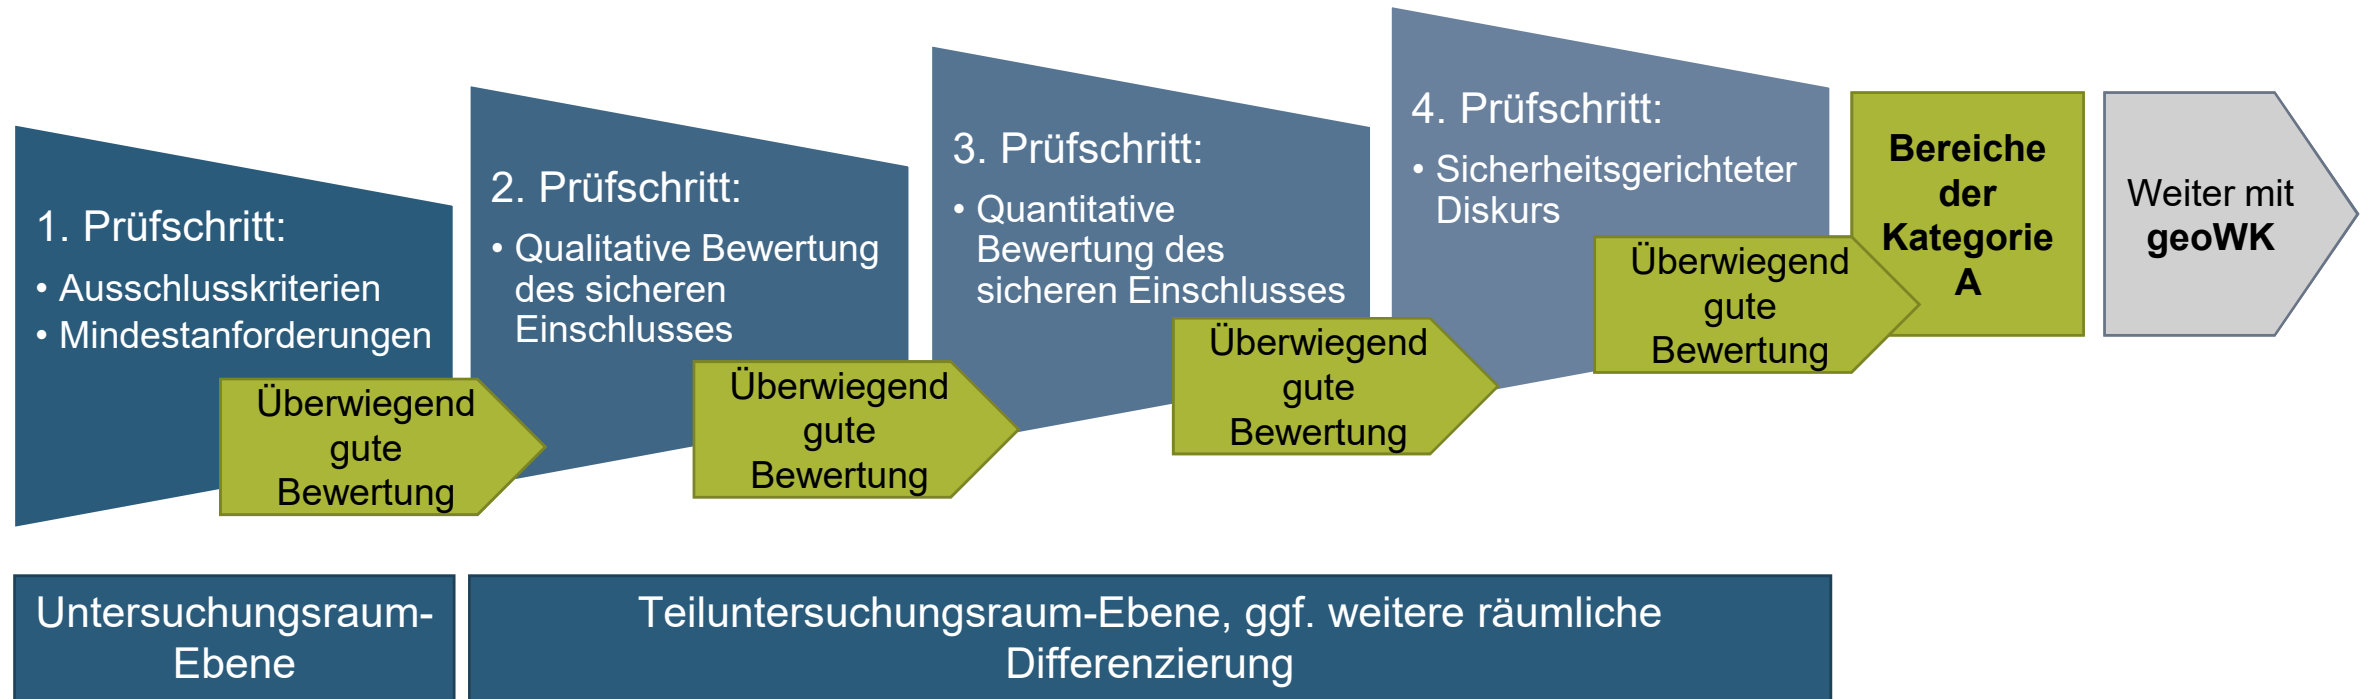 1. Prüfschritt:
• Ausschlusskriterien
• Mindestanforderungen
Überwiegend
gute
Bewertung
2. Prüfschritt:
• Qualitative Bewertung
des sicheren
Einschlusses
Überwiegend
gute
Bewertung
3. Prüfschritt:
• Quantitative
Bewertung des
sicheren Einschlusses
Überwiegend
gute
Bewertung
4. Prüfschritt:
• Sicherheitsgerichteter
Diskurs
Überwiegend
gute
Bewertung
Bereiche
der
Kategorie
A
Weiter mit
geoWK
Untersuchungsraum-
Ebene
Teiluntersuchungsraum-Ebene, ggf. weitere räumliche
Differenzierung